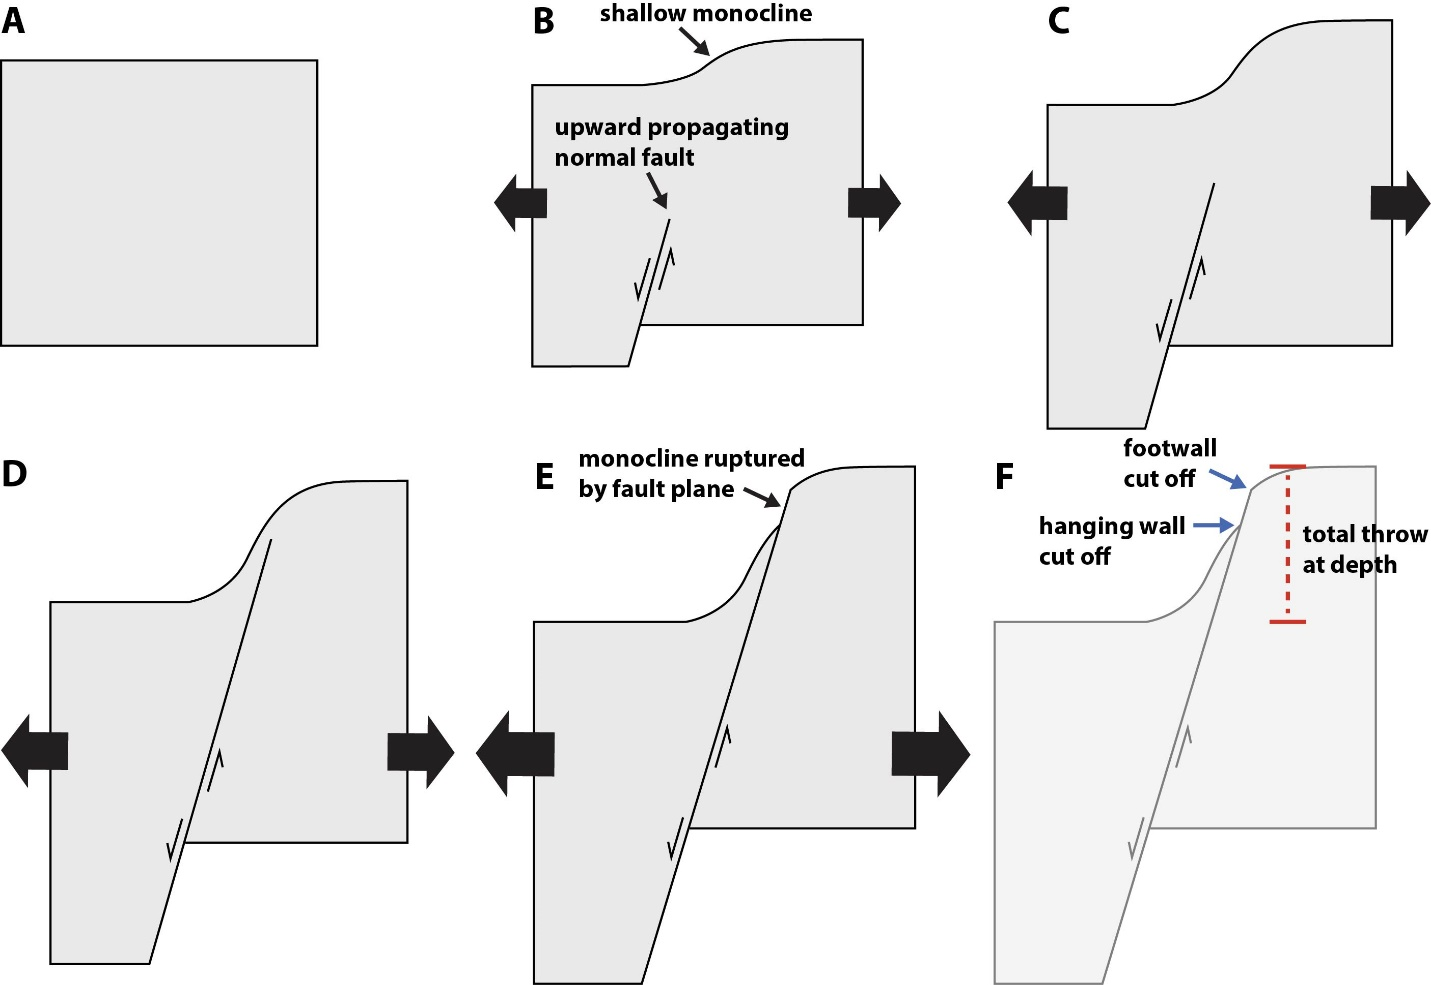 A
B
shallow monocline
upward propagating
normal fault
C
D
E
monocline ruptured
by fault plane
F
footwall
cut off
hanging wall
cut off
total throw
at depth